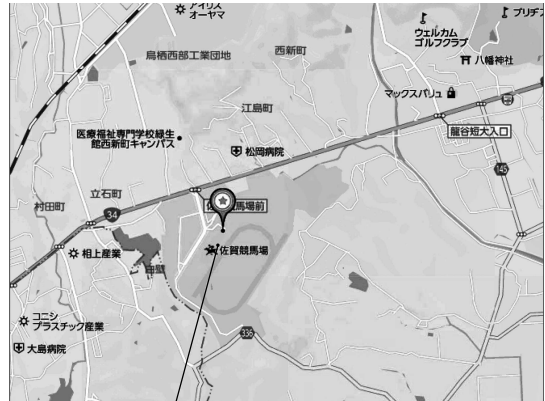 アイリス
オーヤマ
プリヂス
ウェルカム
ゴルフクラブ
西新町
鳥栖西部工業団地
八幡神社
マックスバリュ
江島町
医療福祉専門学校緑生
館西新町キャンパス
松岡病院
龍谷短大入口
145
立石町
村田町
34
馬場前
相上産業
佐賀競馬場
コニシ
プラスチック産業
336
大島病院